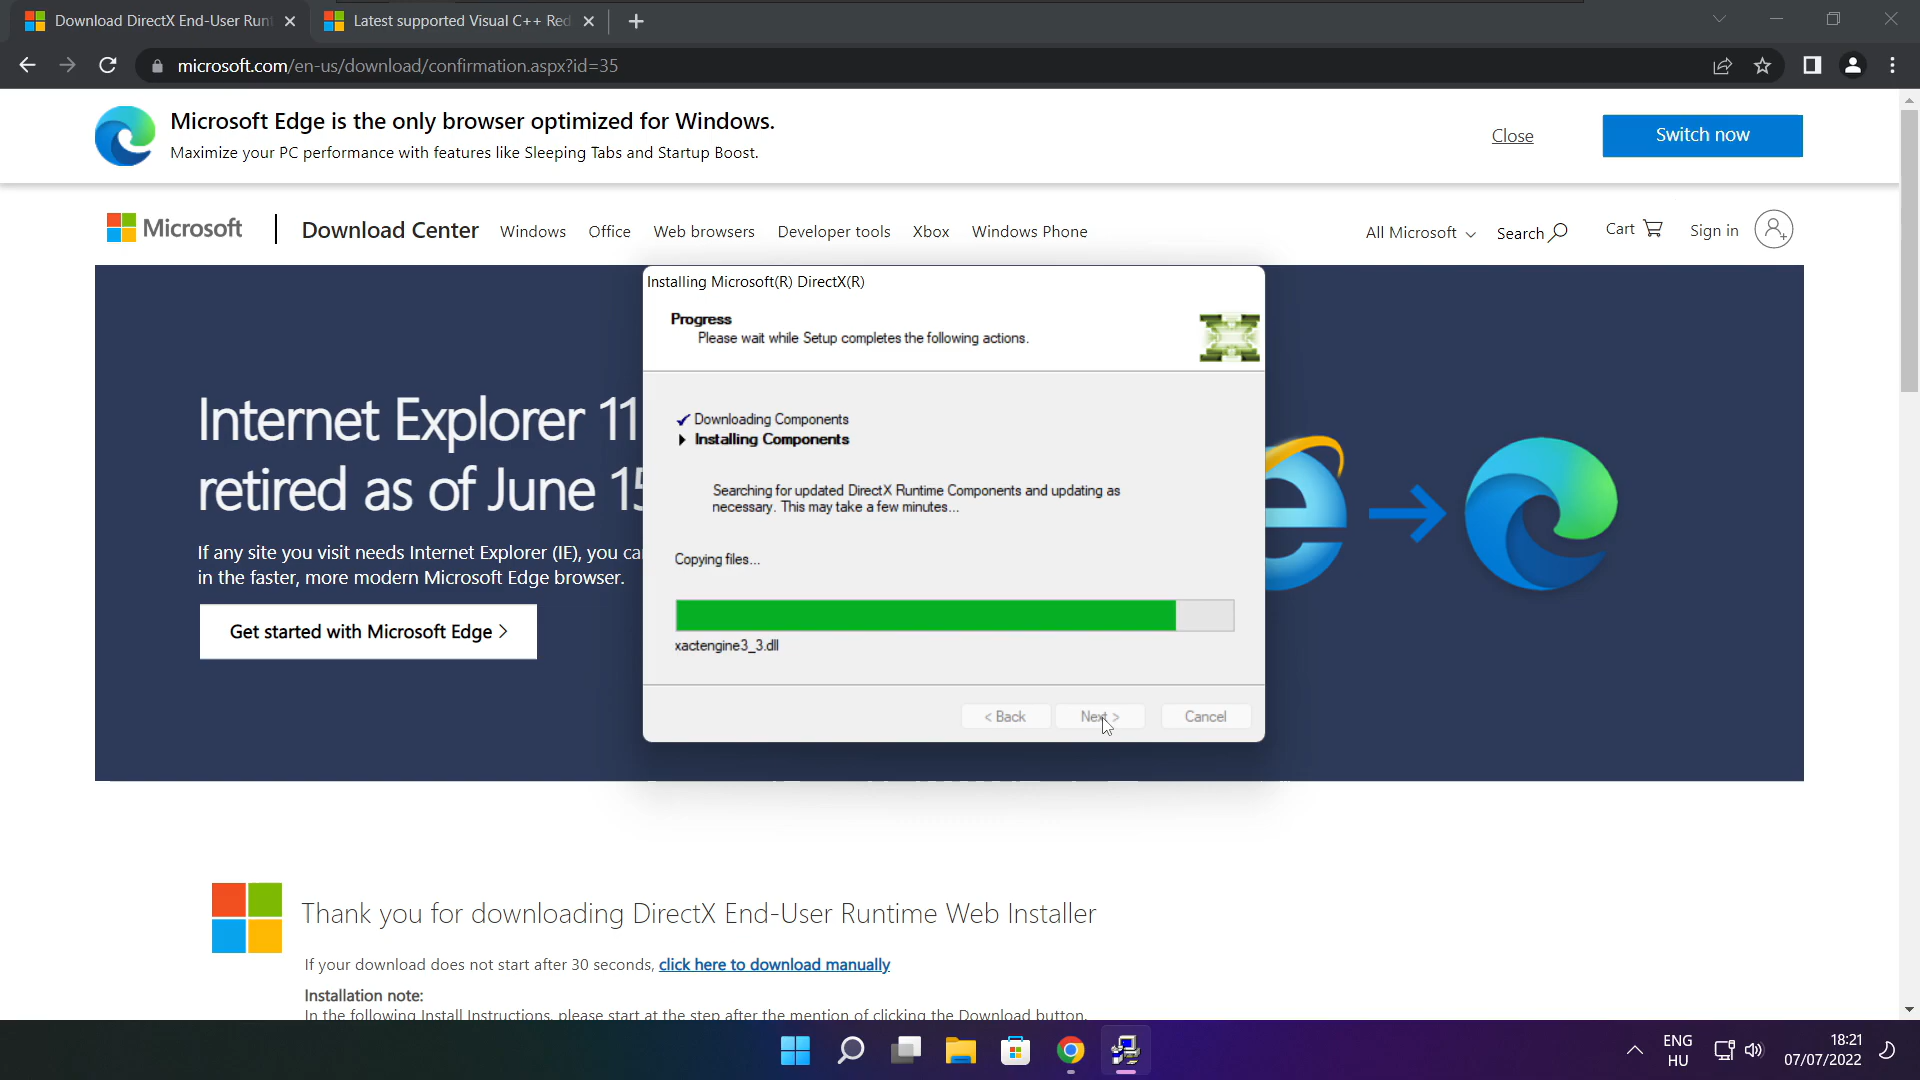 Download DirectX End-User Runt
Latest supported Visual C++ Red
microsoft.com/en-us/download/confirmation.aspx?id=35
Microsoft Edge is the only browser optimized for Windows.
Maximize your PC performance with features like Sleeping Tabs and Startup Boost.
Close
Switch now
Microsoft
Download Center
Windows
Office
Web browsers
Developer tools
Xbox
Windows Phone
All Microsoft
Search
Cart
Sign in
Internet Explorer 11
retired as of June 15
If any site you visit needs Internet Explorer (IE), you ca
in the faster, more modern Microsoft Edge browser.
Get started with Microsoft Edge >
Installing Microsoft(R) DirectX(R)
Progress
Please wait while Setup completes the following actions.
Downloading Components
Installing Components
Searching for updated DirectX Runtime Components and updating as
necessary. This may take a few minutes...
Copying files...
xactengine3_3.dll
< Back
Next >
Cancel
Thank you for downloading DirectX End-User Runtime Web Installer
If your download does not start after 30 seconds, click here to download manually
Installation note:
In the following Install Instructions, please start at the step after the mention of clicking the Download button.
ENG
HU
18:21
07/07/2022